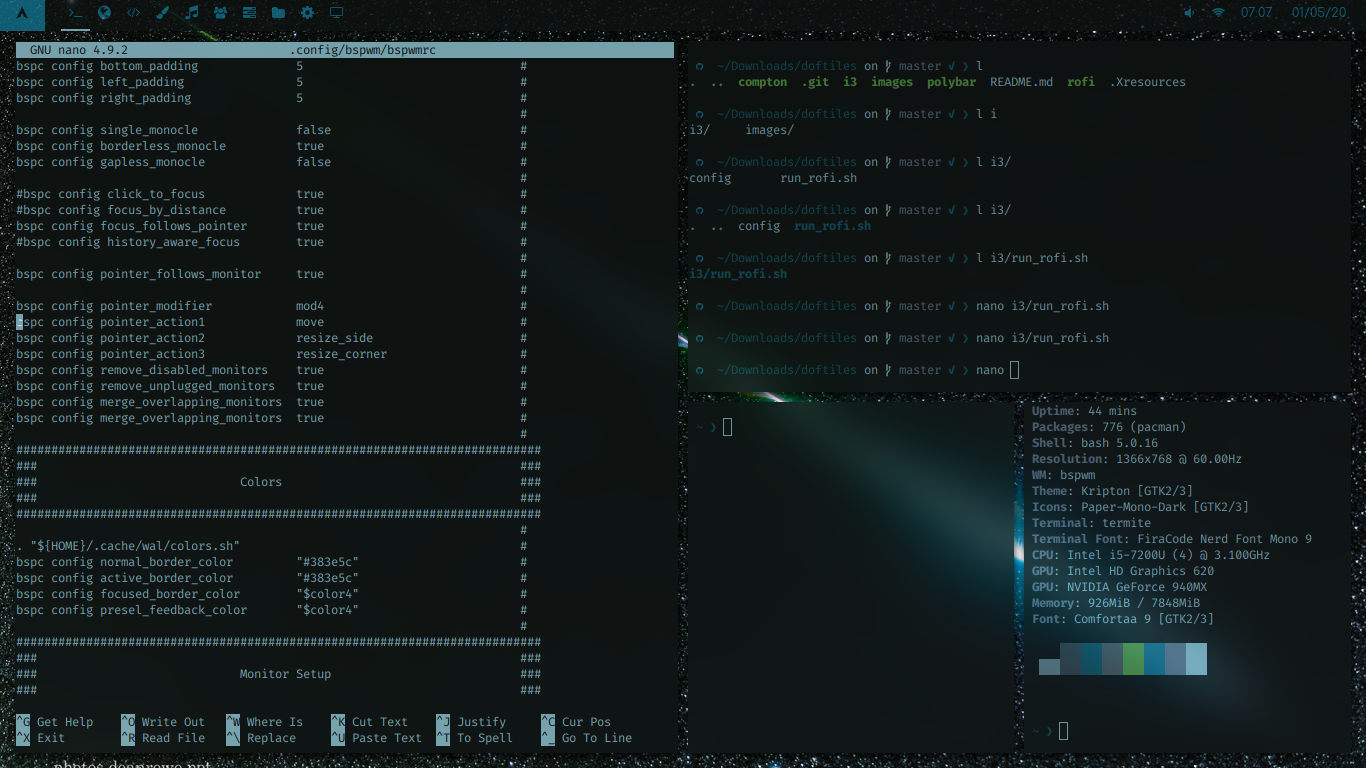 07:07 01/05/20
GNU nano 4.9.2 .config/bspwm/bspwmrc
bspc config bottom_padding 5 #
bspc config left_padding 5 #
bspc config right_padding 5 #
#
bspc config single_monocle false #
bspc config borderless_monocle true #
bspc config gapless_monocle false #
#
#bspc config click_to_focus true #
#bspc config focus_by_distance true #
bspc config focus_follows_pointer true #
#bspc config history_aware_focus true #
#
bspc config pointer_follows_monitor true #
#
bspc config pointer_modifier mod4 #
bspc config pointer_action1 move #
bspc config pointer_action2 resize_side #
bspc config pointer_action3 resize_corner #
bspc config remove_disabled_monitors true #
bspc config remove_unplugged_monitors true #
bspc config merge_overlapping_monitors true #
bspc config merge_overlapping_monitors true #
#
###########################################################################
### ###
### Colors ###
### ###
###########################################################################
#
. "${HOME}/.cache/wal/colors.sh" #
bspc config normal_border_color "#383e5c" #
bspc config active_border_color "#383e5c" #
bspc config focused_border_color "$color4" #
bspc config presel_feedback_color "$color4" #
#
###########################################################################
### ###
### Monitor Setup ###
### ###
^G Get Help ^O Write Out ^W Where Is ^K Cut Text ^J Justify ^C Cur Pos
^X Exit ^R Read File ^\ Replace ^U Paste Text ^T To Spell ^_ Go To Line
~/Downloads/doftiles on master √ ❯ l
. .. compton .git i3 images polybar README.md rofi .Xresources
~/Downloads/doftiles on master √ ❯ l i
i3/ images/
~/Downloads/doftiles on master √ ❯ l i3/
config run_rofi.sh
~/Downloads/doftiles on master √ ❯ l i3/
. .. config run_rofi.sh
~/Downloads/doftiles on master √ ❯ l i3/run_rofi.sh
i3/run_rofi.sh
~/Downloads/doftiles on master √ ❯ nano i3/run_rofi.sh
~/Downloads/doftiles on master √ ❯ nano i3/run_rofi.sh
~/Downloads/doftiles on master √ ❯ nano
~ ❯
Uptime: 44 mins
Packages: 776 (pacman)
Shell: bash 5.0.16
Resolution: 1366x768 @ 60.00Hz
WM: bspwm
Theme: Kripton [GTK2/3]
Icons: Paper-Mono-Dark [GTK2/3]
Terminal: termite
Terminal Font: FiraCode Nerd Font Mono 9
CPU: Intel i5-7200U (4) @ 3.100GHz
GPU: Intel HD Graphics 620
GPU: NVIDIA GeForce 940MX
Memory: 926MiB / 7848MiB
Font: Comfortaa 9 [GTK2/3]
~ ❯